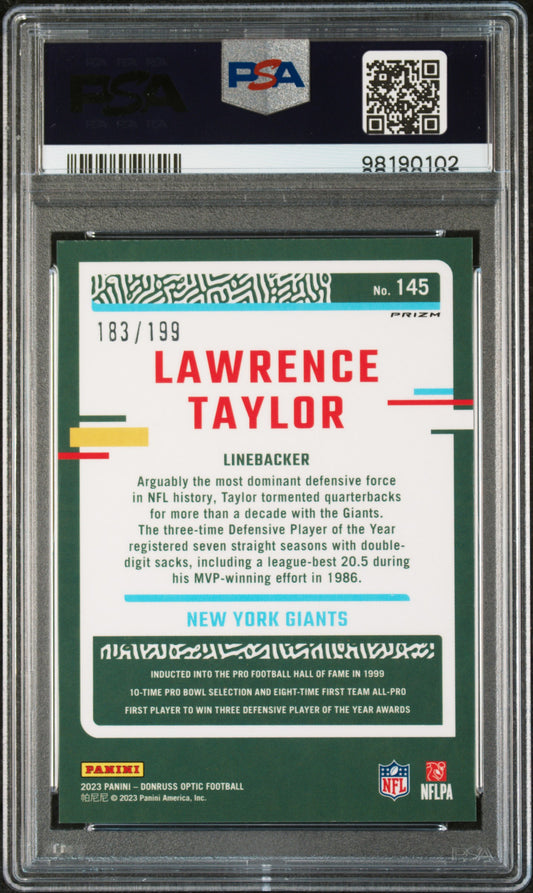 PSA
PSA
98190102
No. 145
PRIZM
183/199
LAWRENCE
TAYLOR
LINEBACKER
Arguably the most dominant defensive force
in NFL history, Taylor tormented quarterbacks
for more than a decade with the Giants.
The three-time Defensive Player of the Year
registered seven straight seasons with double-
digit sacks, including a league-best 20.5 during
his MVP-winning effort in 1986.
NEW YORK GIANTS
INDUCTED INTO THE PRO FOOTBALL HALL OF FAME IN 1999
10-TIME PRO BOWL SELECTION AND EIGHT-TIME FIRST TEAM ALL-PRO
FIRST PLAYER TO WIN THREE DEFENSIVE PLAYER OF THE YEAR AWARDS
PANINI
2023 PANINI – DONRUSS OPTIC FOOTBALL
帕尼尼 © 2023 Panini America, Inc.
NFL
NFLPA
PSA